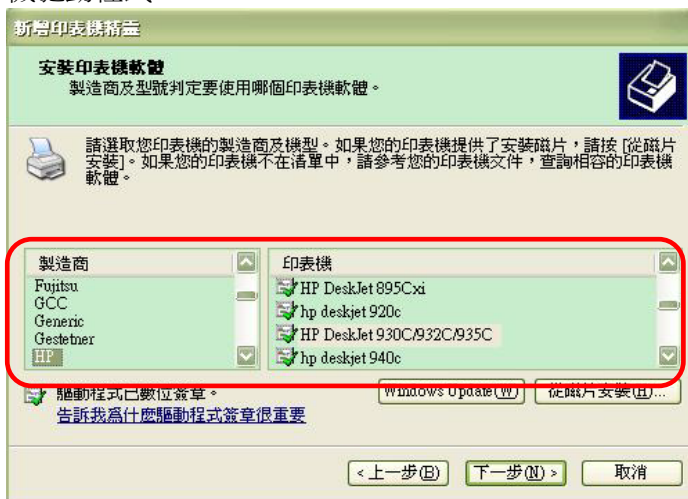 新增印表機精靈
安裝印表機軟體
製造商及型號判定要使用哪個印表機軟體。
請選取您印表機的製造商及機型。如果您的印表機提供了安裝磁片,請按 [從磁片
安裝]。如果您的印表機不在清單中,請參考您的印表機文件,查詢相容的印表機
軟體。
製造商
Fujitsu
GCC
Generic
Gestetner
HP
印表機
HP DeskJet 895Cxi
hp deskjet 920c
HP DeskJet 930C/932C/935C
hp deskjet 940c
驅動程式已數位簽章。
Windows Update(W)
從磁片安裝(H)...
告訴我爲什麼驅動程式簽章很重要
<上一步(B)
下一步(N)>
取消